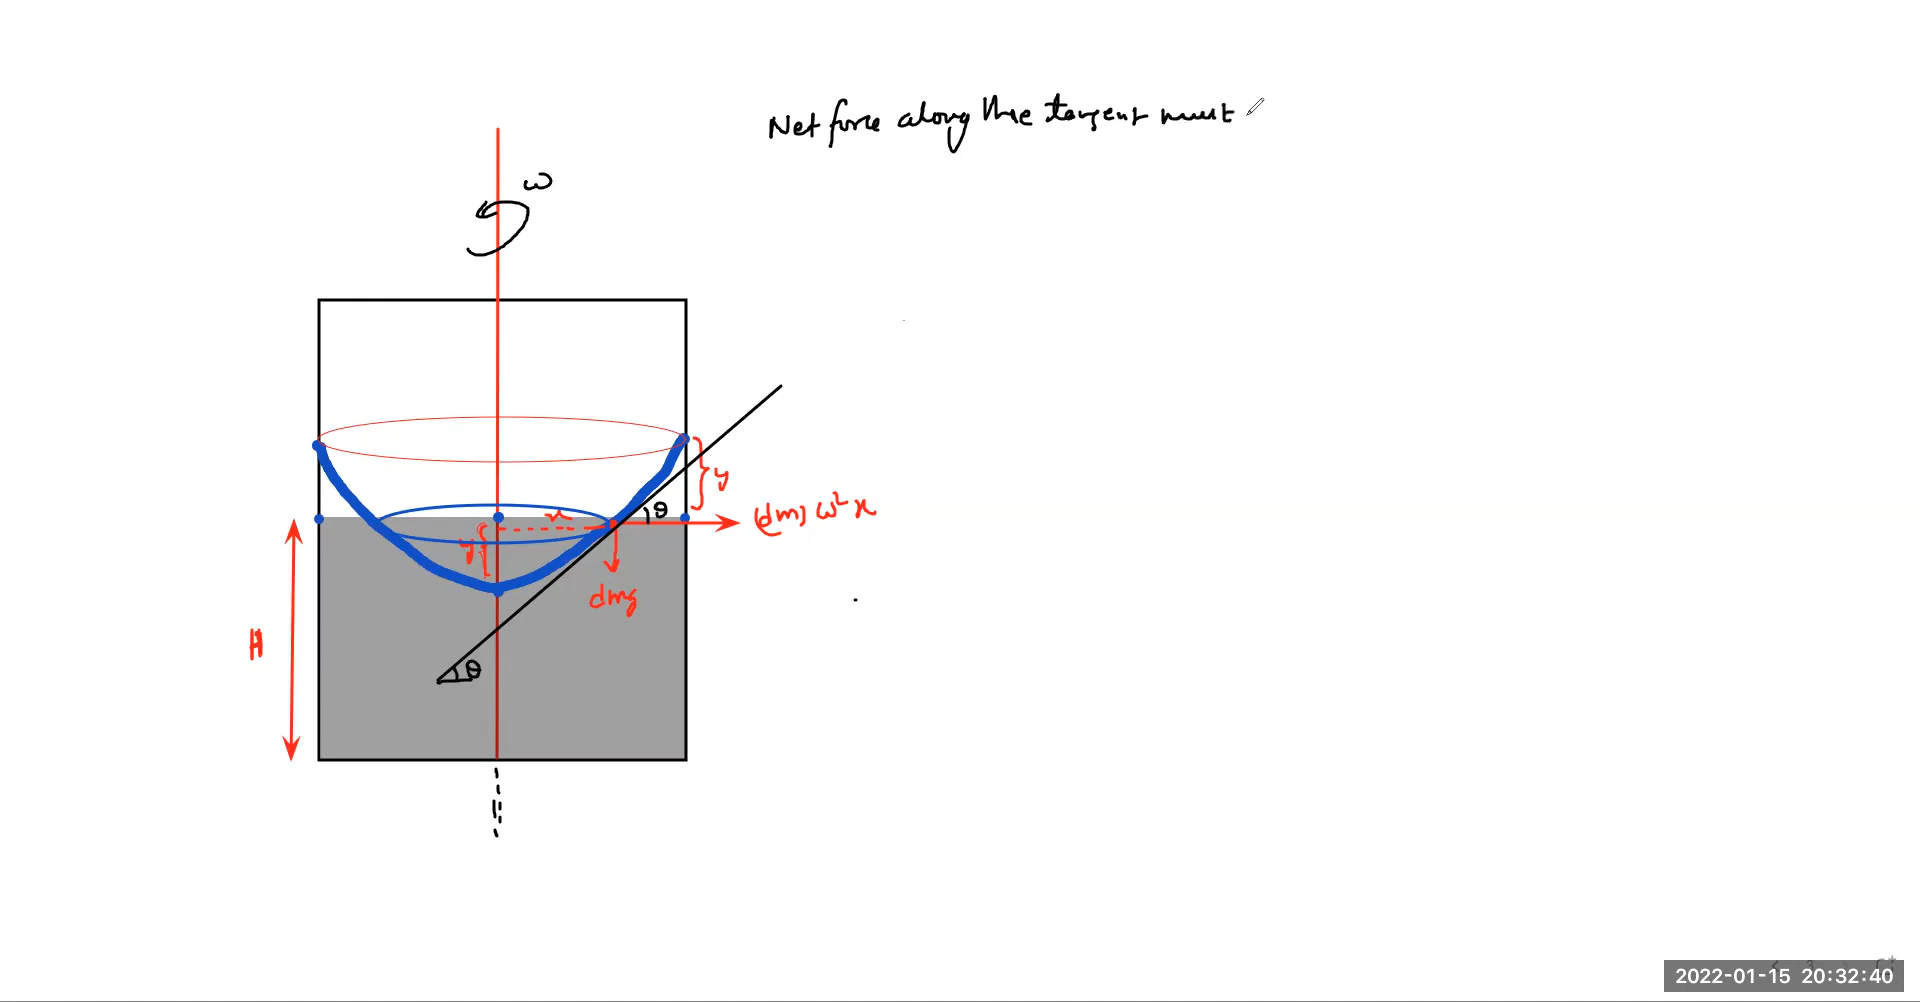 Net force along the tangent must
ω
y
θ
(dm) ω² x
x
y
dmg
H
θ
2022-01-15 20:32:40